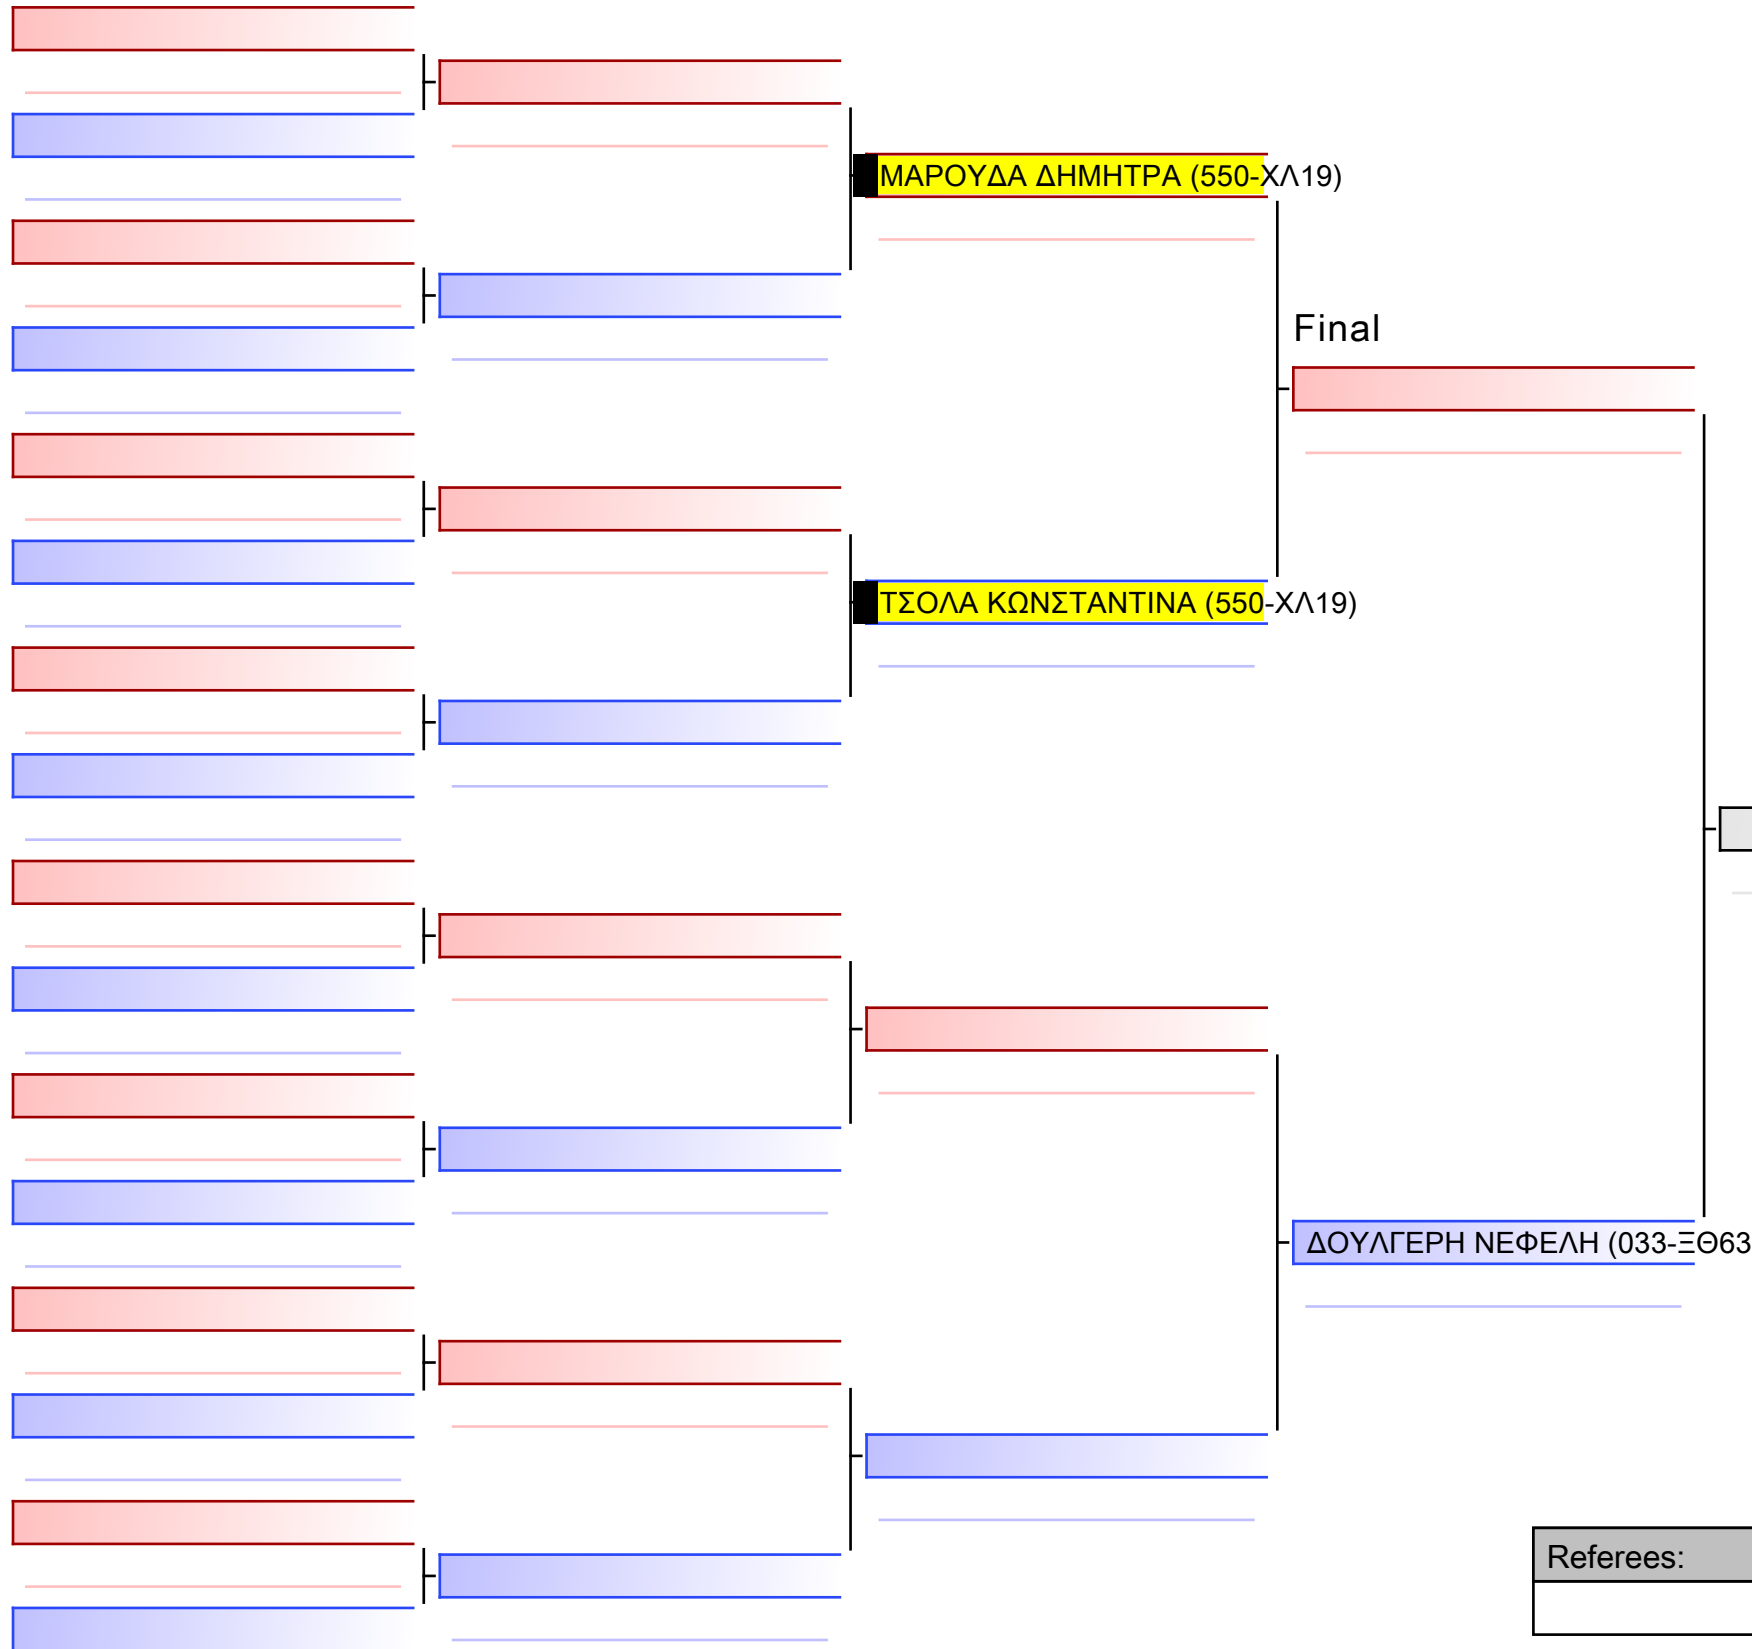 ΜΑΡΟΥΔΑ ΔΗΜΗΤΡΑ (550-ΧΛ19)
Final
ΤΣΟΛΑ ΚΩΝΣΤΑΝΤΙΝΑ (550-ΧΛ19)
ΔΟΥΛΓΕΡΗ ΝΕΦΕΛΗ (033-ΞΘ63
Referees: